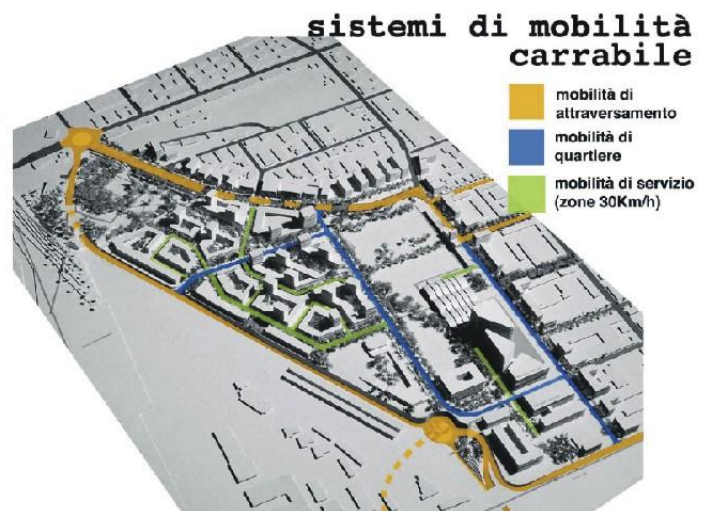 sistemi di mobilità
carrabile
mobilità di
attraversamento
mobilità di
quartiere
mobilità di servizio
(zone 30Km/h)